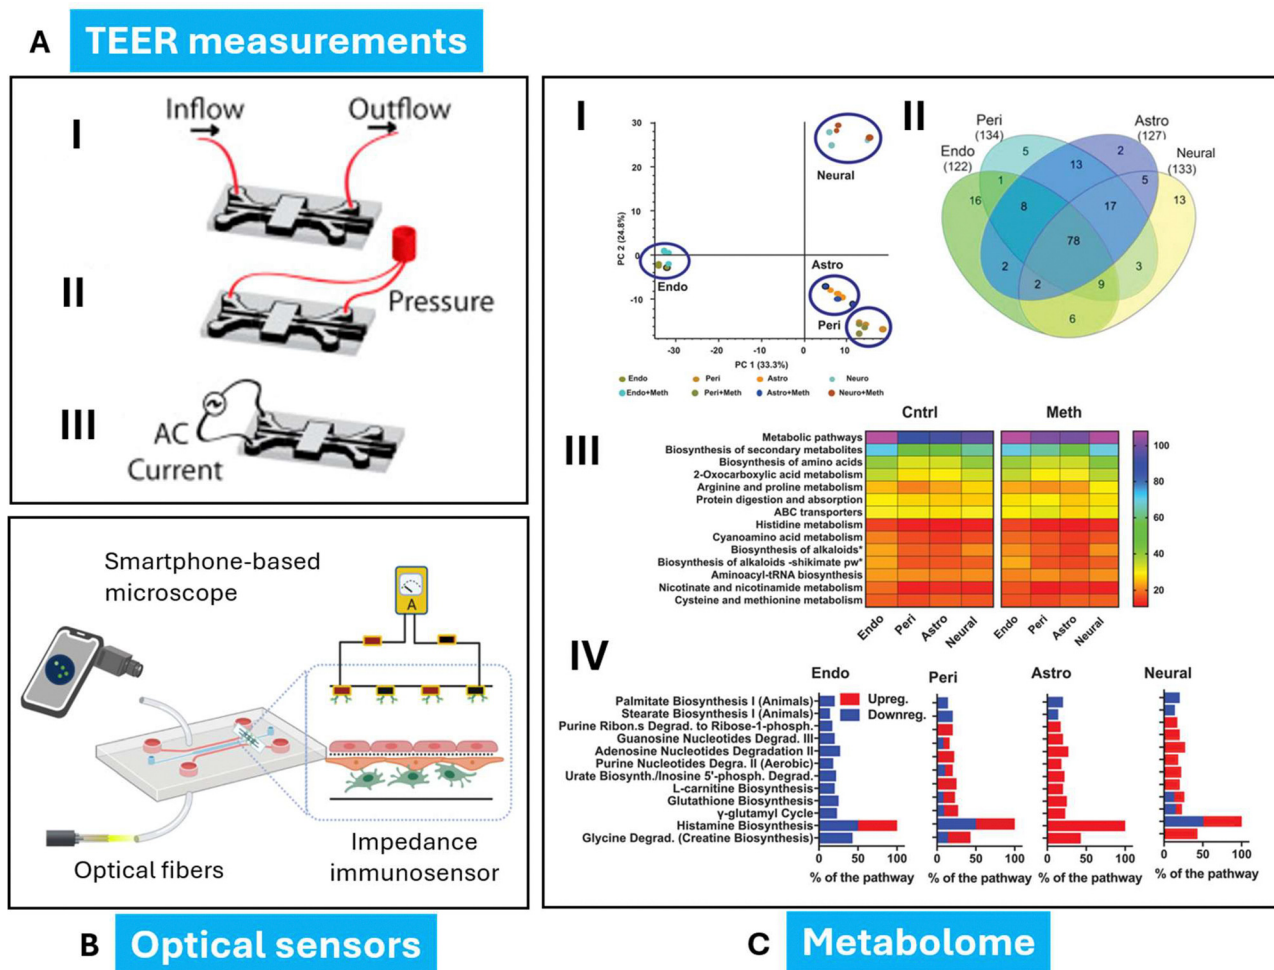 A TEER measurements
I
Inflow
Outflow
II
Pressure
III
AC
Current
Smartphone-based
microscope
A
Optical fibers
Impedance
immunosensor
B Optical sensors
I
30
20
10
0
-10
PC 2 (24.8%)
Neural
Endo
Astro
Peri
-30 -20 -10 0 10
PC 1 (33.3%)
Endo Peri Astro Neuro
Endo+Meth Peri+Meth Astro+Meth Neuro+Meth
II
Peri
(134)
Astro
(127)
Endo
(122)
Neural
(133)
5 13 2
1 5
16 8 17 13
78
2 3
2 9
6
III
Cntrl Meth
Metabolic pathways
Biosynthesis of secondary metabolites
Biosynthesis of amino acids
2-Oxocarboxylic acid metabolism
Arginine and proline metabolism
Protein digestion and absorption
ABC transporters
Histidine metabolism
Cyanoamino acid metabolism
Biosynthesis of alkaloids*
Biosynthesis of alkaloids -shikimate pw*
Aminoacyl-tRNA biosynthesis
Nicotinate and nicotinamide metabolism
Cysteine and methionine metabolism
Endo Peri Astro Neural Endo Peri Astro Neural
100
80
60
40
20
IV
Endo Peri Astro Neural
Upreg.
Downreg.
Palmitate Biosynthesis I (Animals)
Stearate Biosynthesis I (Animals)
Purine Ribon.s Degrad. to Ribose-1-phosph.
Guanosine Nucleotides Degrad. III
Adenosine Nucleotides Degradation II
Purine Nucleotides Degra. II (Aerobic)
Urate Biosynth./Inosine 5'-phosph. Degrad.
L-carnitine Biosynthesis
Glutathione Biosynthesis
γ-glutamyl Cycle
Histamine Biosynthesis
Glycine Degrad. (Creatine Biosynthesis)
0 50 100 0 50 100 0 50 100 0 50 100
% of the pathway % of the pathway % of the pathway % of the pathway
C Metabolome